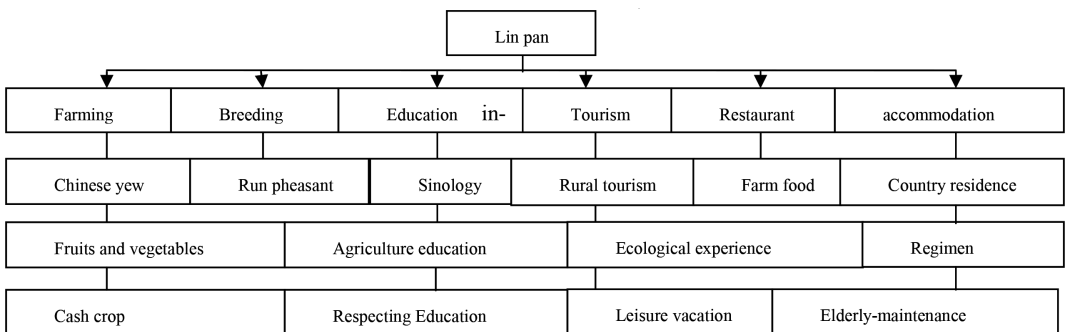 Lin pan
Farming Breeding Education in- Tourism Restaurant accommodation
Chinese yew Run pheasant Sinology Rural tourism Farm food Country residence
Fruits and vegetables Agriculture education Ecological experience Regimen
Cash crop Respecting Education Leisure vacation Elderly-maintenance